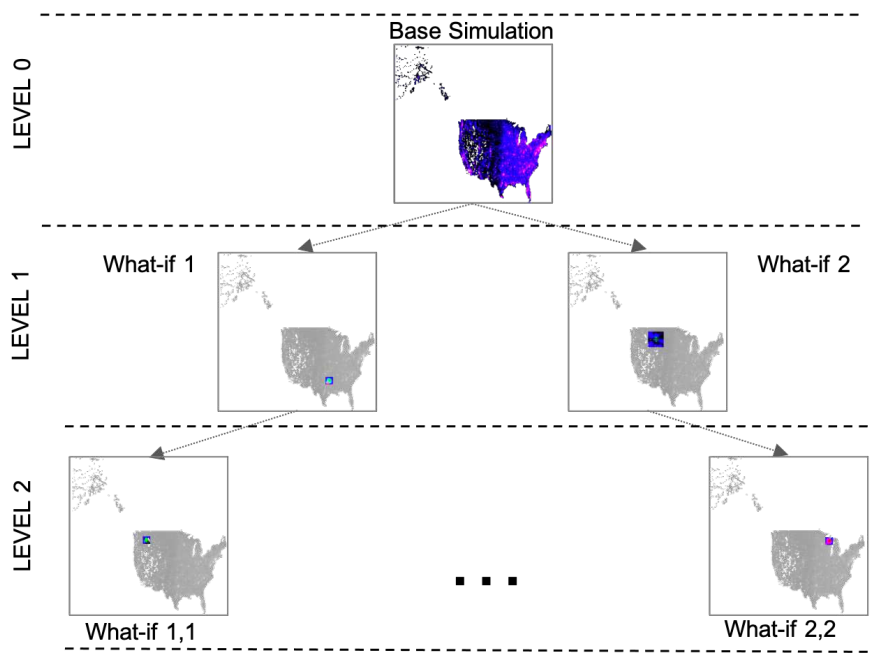 Base Simulation
LEVEL 0
What-if 1
What-if 2
LEVEL 1
LEVEL 2
...
What-if 1,1
What-if 2,2